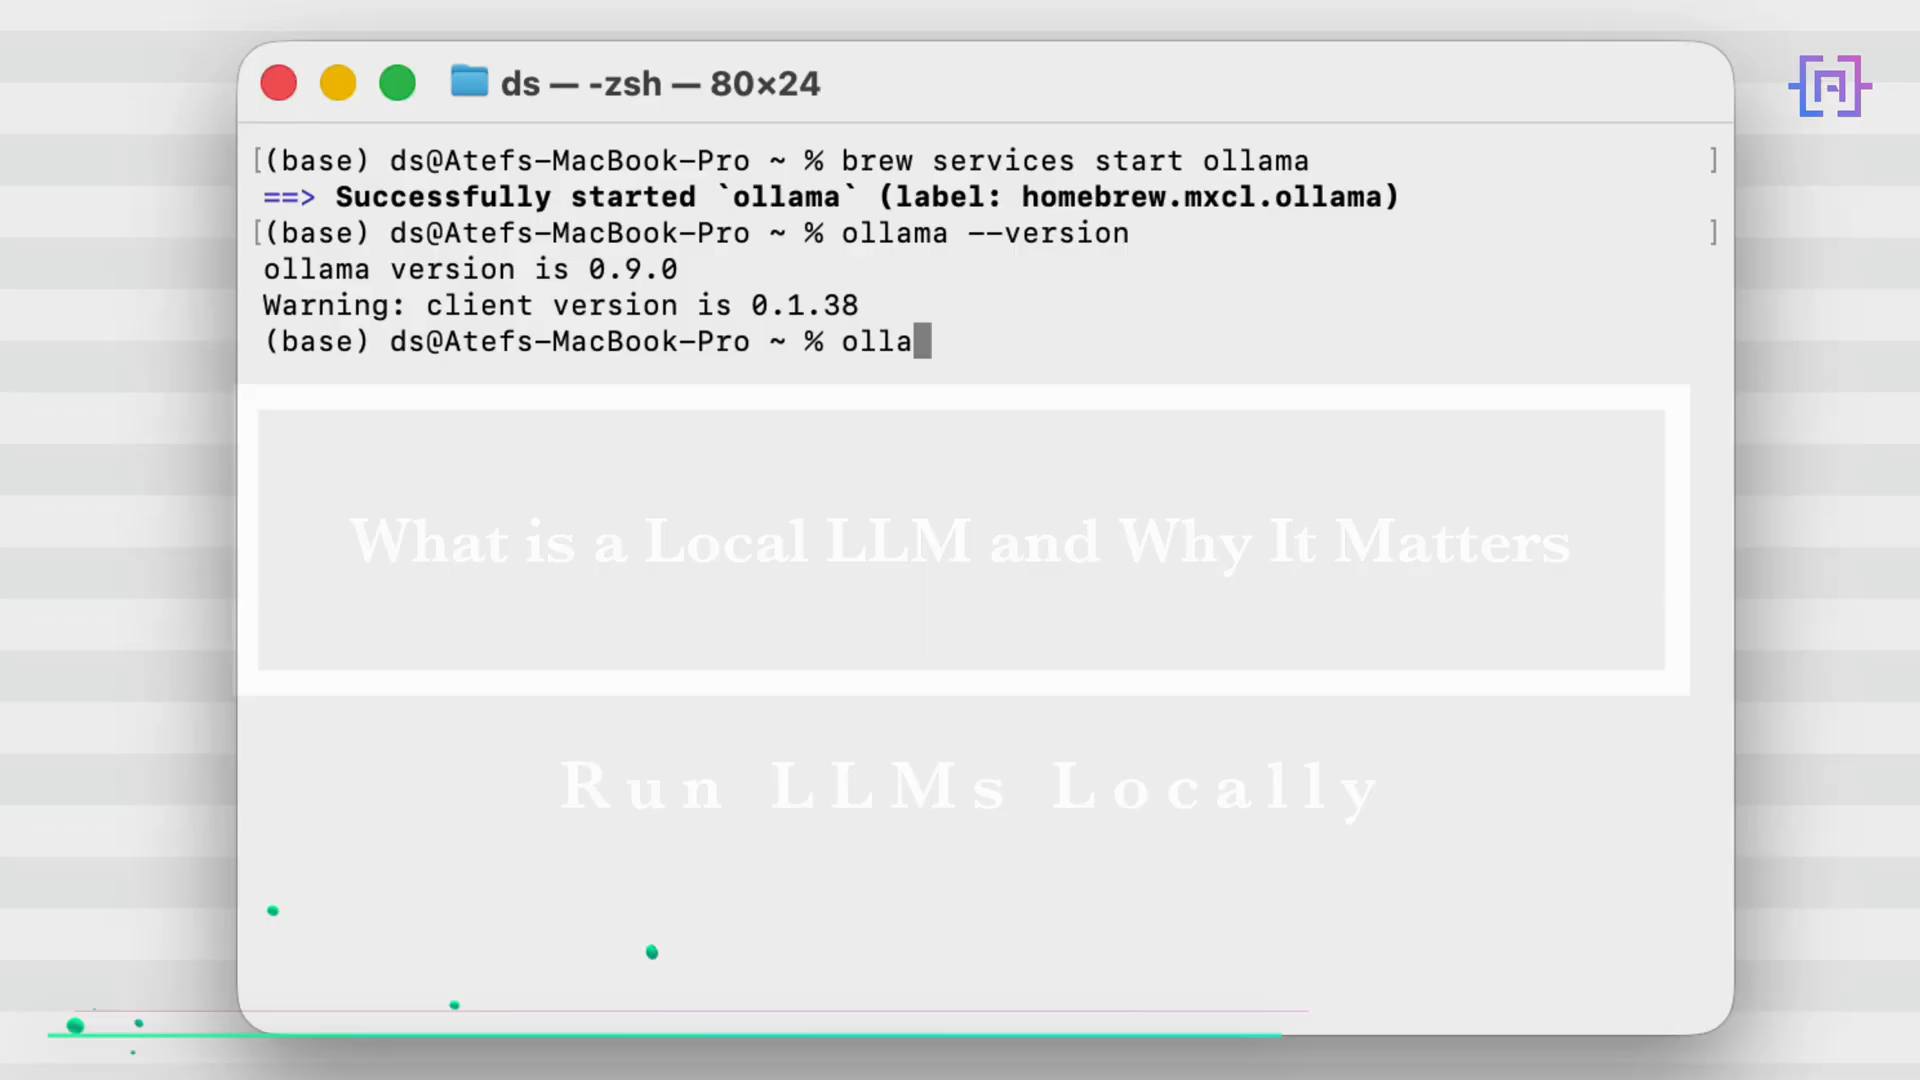 ds — -zsh — 80×24
[(base) ds@Atefs-MacBook-Pro ~ % brew services start ollama ]
==> Successfully started `ollama` (label: homebrew.mxcl.ollama)
[(base) ds@Atefs-MacBook-Pro ~ % ollama --version ]
ollama version is 0.9.0
Warning: client version is 0.1.38
(base) ds@Atefs-MacBook-Pro ~ % olla
What is a Local LLM and Why It Matters
Run LLMs Locally